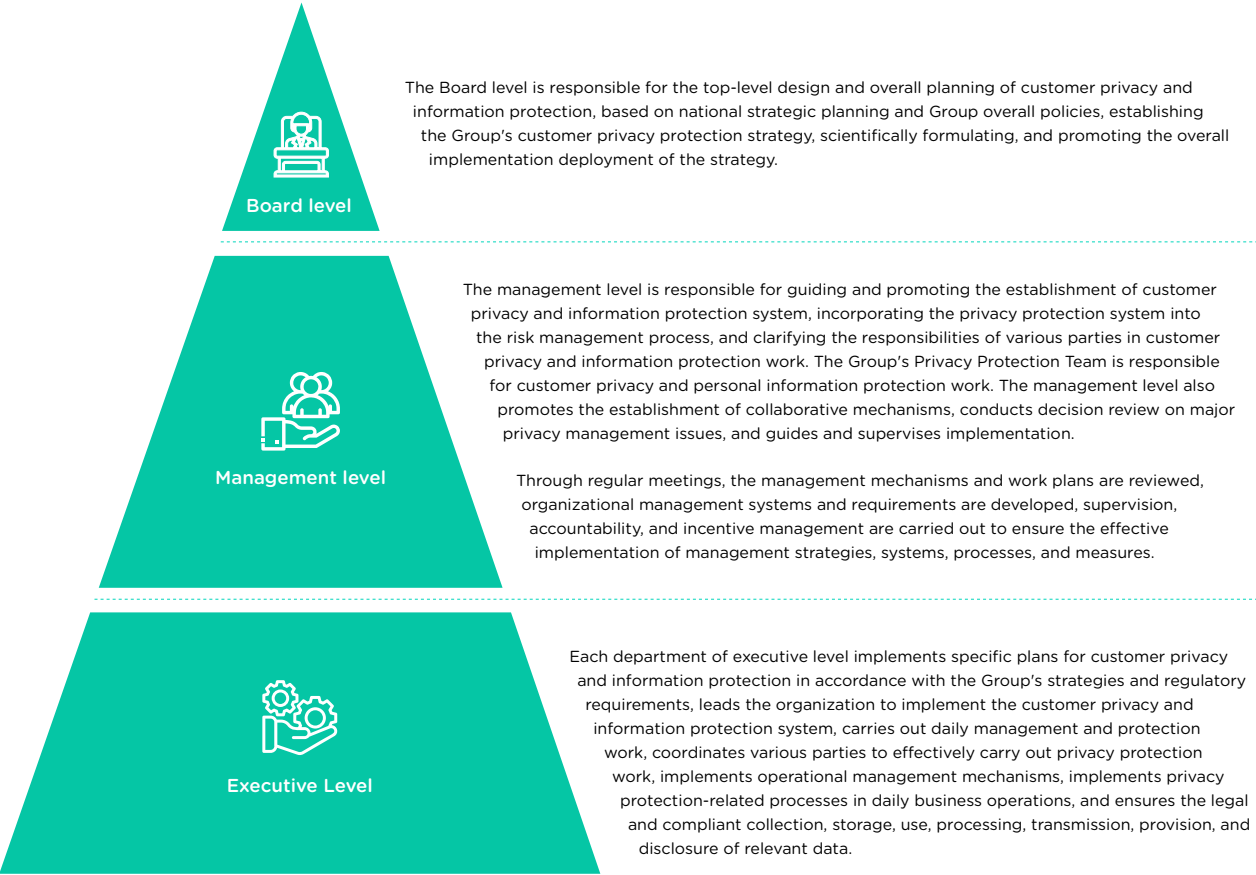 The Board level is responsible for the top-level design and overall planning of customer privacy and
information protection, based on national strategic planning and Group overall policies, establishing
the Group's customer privacy protection strategy, scientifically formulating, and promoting the overall
implementation deployment of the strategy.
Board level
The management level is responsible for guiding and promoting the establishment of customer
privacy and information protection system, incorporating the privacy protection system into
the risk management process, and clarifying the responsibilities of various parties in customer
privacy and information protection work. The Group's Privacy Protection Team is responsible
for customer privacy and personal information protection work. The management level also
promotes the establishment of collaborative mechanisms, conducts decision review on major
privacy management issues, and guides and supervises implementation.
Management level
Through regular meetings, the management mechanisms and work plans are reviewed,
organizational management systems and requirements are developed, supervision,
accountability, and incentive management are carried out to ensure the effective
implementation of management strategies, systems, processes, and measures.
Each department of executive level implements specific plans for customer privacy
and information protection in accordance with the Group's strategies and regulatory
requirements, leads the organization to implement the customer privacy and
information protection system, carries out daily management and protection
work, coordinates various parties to effectively carry out privacy protection
work, implements operational management mechanisms, implements privacy
protection-related processes in daily business operations, and ensures the legal
and compliant collection, storage, use, processing, transmission, provision, and
disclosure of relevant data.
Executive Level